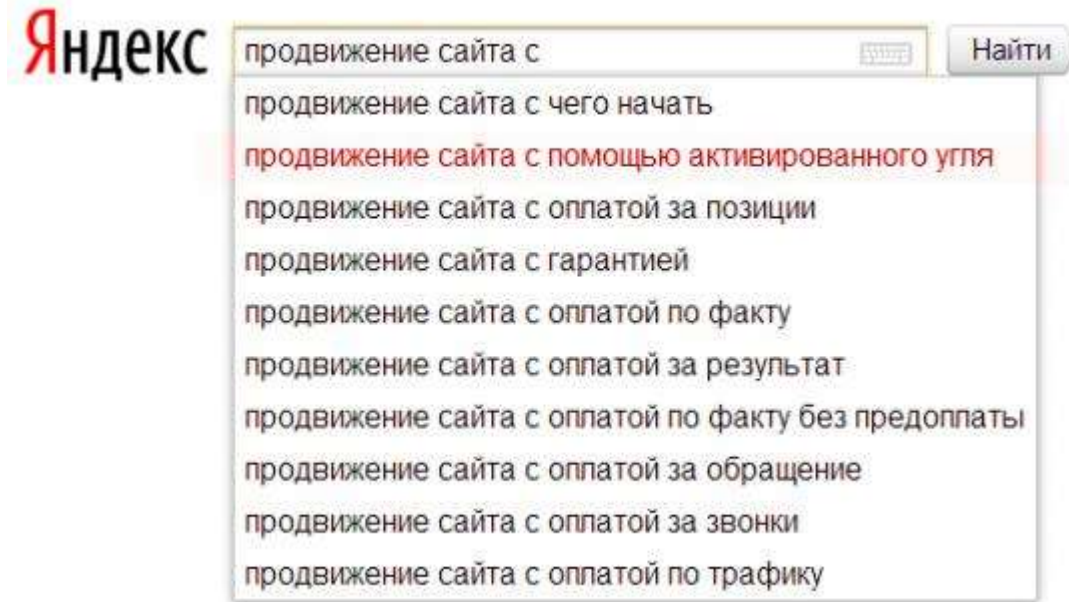 Яндекс
продвижение сайта с
Найти
продвижение сайта с чего начать
продвижение сайта с помощью активированного угля
продвижение сайта с оплатой за позиции
продвижение сайта с гарантией
продвижение сайта с оплатой по факту
продвижение сайта с оплатой за результат
продвижение сайта с оплатой по факту без предоплаты
продвижение сайта с оплатой за обращение
продвижение сайта с оплатой за звонки
продвижение сайта с оплатой по трафику